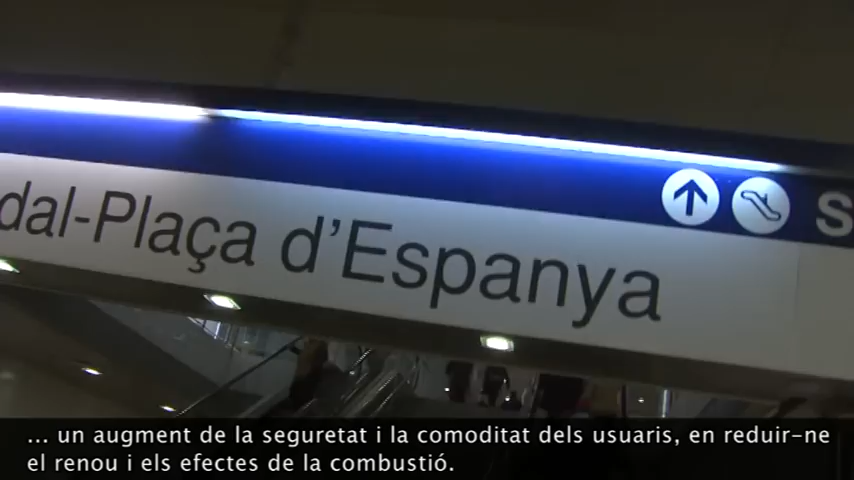 dal-Plaça d'Espanya
S
... un augment de la seguretat i la comoditat dels usuaris, en reduir-ne
el renou i els efectes de la combustió.